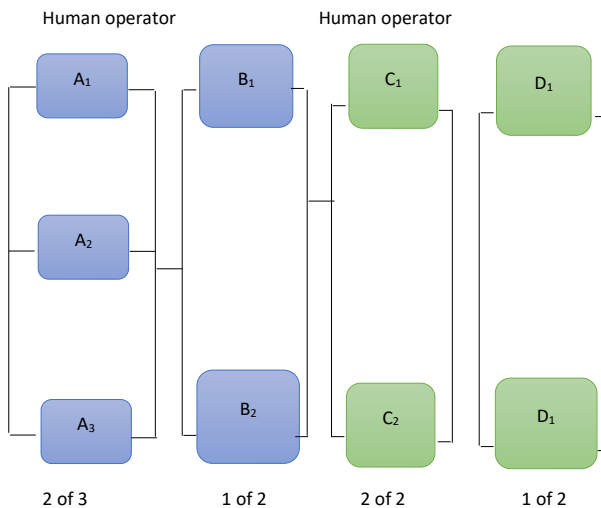 Human operator Human operator
A₁ B₁ C₁ D₁
A₂
A₃ B₂ C₂ D₁
2 of 3 1 of 2 2 of 2 1 of 2